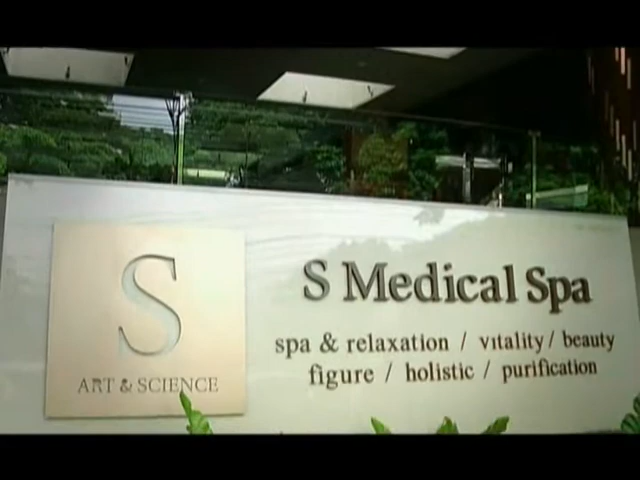 S
ART & SCIENCE
S Medical Spa
spa & relaxation / vitality / beauty
figure / holistic / purification